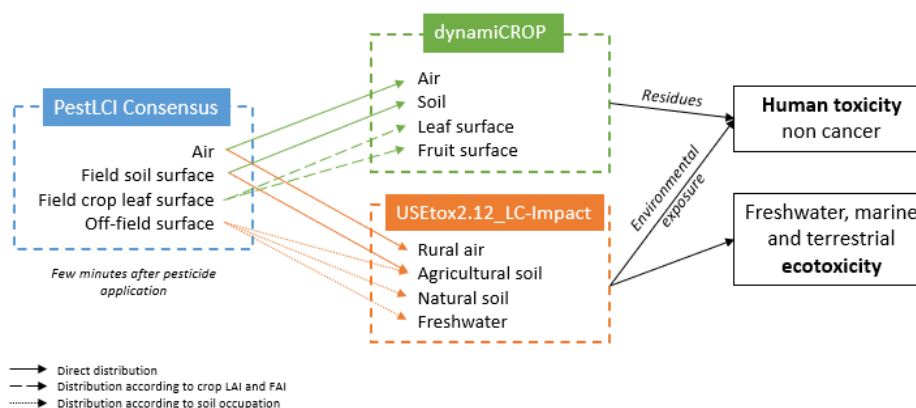 dynamiCROP
Air
Soil
Leaf surface
Fruit surface
PestLCI Consensus
Air
Field soil surface
Field crop leaf surface
Off-field surface
Few minutes after pesticide
application
USEtox2.12_LC-Impact
Rural air
Agricultural soil
Natural soil
Freshwater
Residues
Environmental
exposure
Human toxicity
non cancer
Freshwater, marine
and terrestrial
ecotoxicity
Direct distribution
Distribution according to crop LAI and FAI
Distribution according to soil occupation